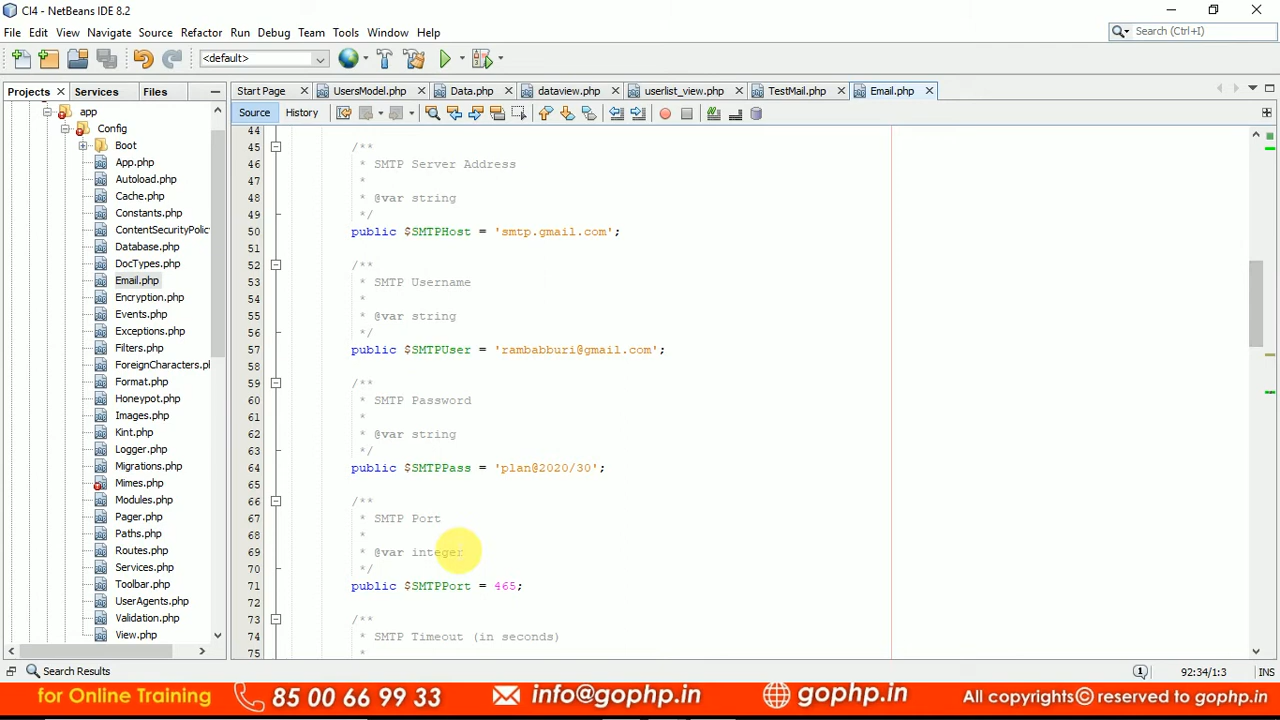 CI4 - NetBeans IDE 8.2
File Edit View Navigate Source Refactor Run Debug Team Tools Window Help
Search (Ctrl+I)
<default>
Projects Services Files
Start Page UsersModel.php Data.php dataview.php userlist_view.php TestMail.php Email.php
Source History
app
Config
Boot
App.php
Autoload.php
Cache.php
Constants.php
ContentSecurityPolic
Database.php
DocTypes.php
Email.php
Encryption.php
Events.php
Exceptions.php
Filters.php
ForeignCharacters.pl
Format.php
Honeypot.php
Images.php
Kint.php
Logger.php
Migrations.php
Mimes.php
Modules.php
Pager.php
Paths.php
Routes.php
Services.php
Toolbar.php
UserAgents.php
Validation.php
View.php
44
45 /**
46 * SMTP Server Address
47 *
48 * @var string
49 */
50 public $SMTPHost = 'smtp.gmail.com';
51
52 /**
53 * SMTP Username
54 *
55 * @var string
56 */
57 public $SMTPUser = 'rambabburi@gmail.com';
58
59 /**
60 * SMTP Password
61 *
62 * @var string
63 */
64 public $SMTPPass = 'plan@2020/30';
65
66 /**
67 * SMTP Port
68 *
69 * @var integer
70 */
71 public $SMTPPort = 465;
72
73 /**
74 * SMTP Timeout (in seconds)
75 *
Search Results
1
92:34/1:3 INS
for Online Training 85 00 66 99 33 info@gophp.in gophp.in All copyrights© reserved to gophp.in